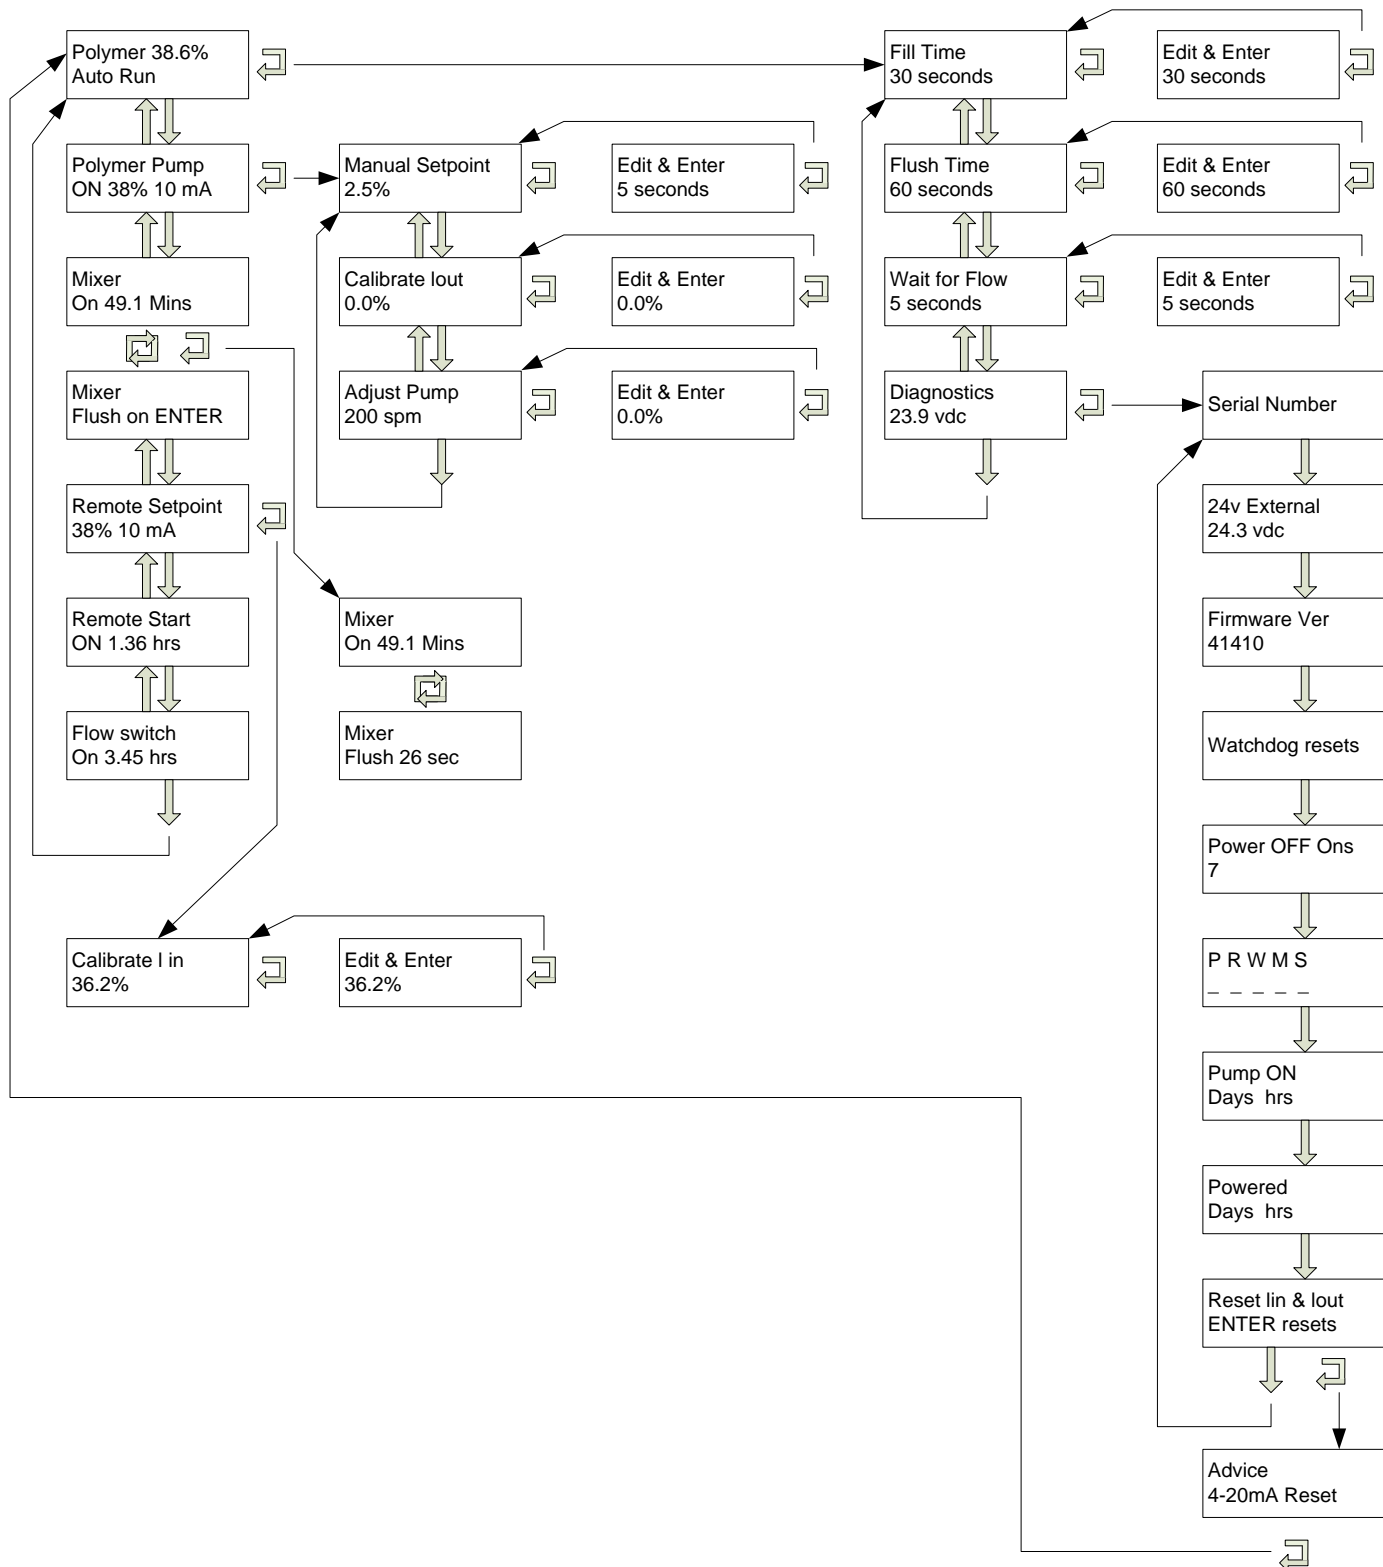 Polymer 38.6%
Auto Run
Polymer Pump
ON 38% 10 mA
Mixer
On 49.1 Mins
Mixer
Flush on ENTER
Remote Setpoint
38% 10 mA
Remote Start
ON 1.36 hrs
Flow switch
On 3.45 hrs
Calibrate I in
36.2%
Edit & Enter
36.2%
Manual Setpoint
2.5%
Edit & Enter
5 seconds
Calibrate Iout
0.0%
Edit & Enter
0.0%
Adjust Pump
200 spm
Edit & Enter
0.0%
Mixer
On 49.1 Mins
Mixer
Flush 26 sec
Fill Time
30 seconds
Edit & Enter
30 seconds
Flush Time
60 seconds
Edit & Enter
60 seconds
Wait for Flow
5 seconds
Edit & Enter
5 seconds
Diagnostics
23.9 vdc
Serial Number
24v External
24.3 vdc
Firmware Ver
41410
Watchdog resets
Power OFF Ons
7
P R W M S
_ _ _ _ _
Pump ON
Days hrs
Powered
Days hrs
Reset Iin & Iout
ENTER resets
Advice
4-20mA Reset